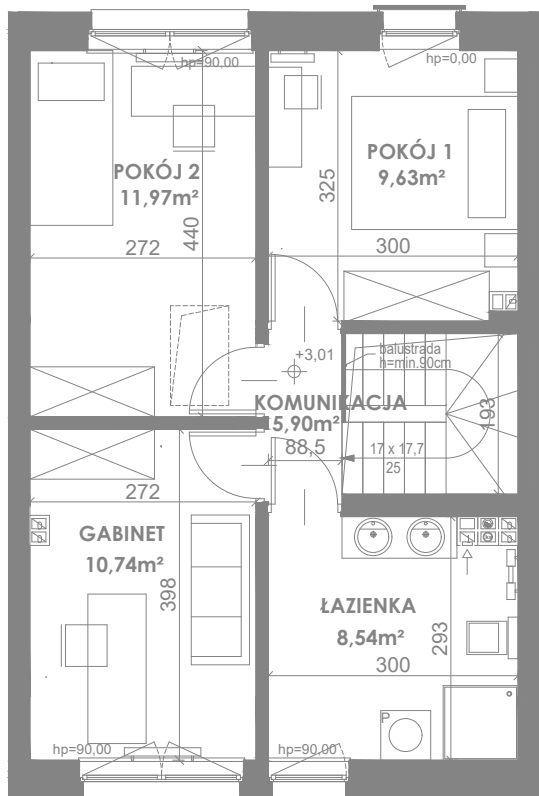 hp=90,00
hp=0,00
POKÓJ 2
11,97m²
POKÓJ 1
9,63m²
325
440
272
300
+3,01
balustrada
h=min.90cm
KOMUNIKACJA
5,90m²
193
88,5
17 x 17,7
25
272
GABINET
10,74m²
398
ŁAZIENKA
8,54m²
293
300
P
hp=90,00
hp=90,00